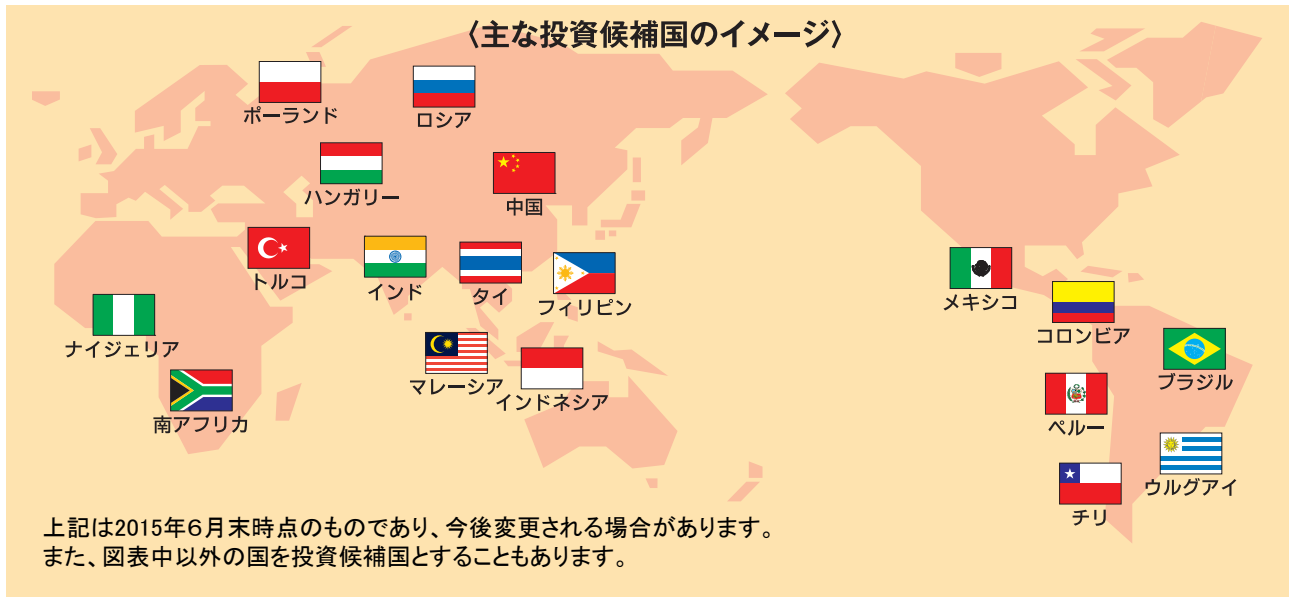 〈主な投資候補国のイメージ〉
ポーランド
ロシア
ハンガリー
中国
トルコ
インド
タイ
フィリピン
メキシコ
コロンビア
ナイジェリア
マレーシア
インドネシア
ブラジル
南アフリカ
ペルー
ウルグアイ
チリ
上記は2015年6月末時点のものであり、今後変更される場合があります。
また、図表中以外の国を投資候補国とすることもあります。